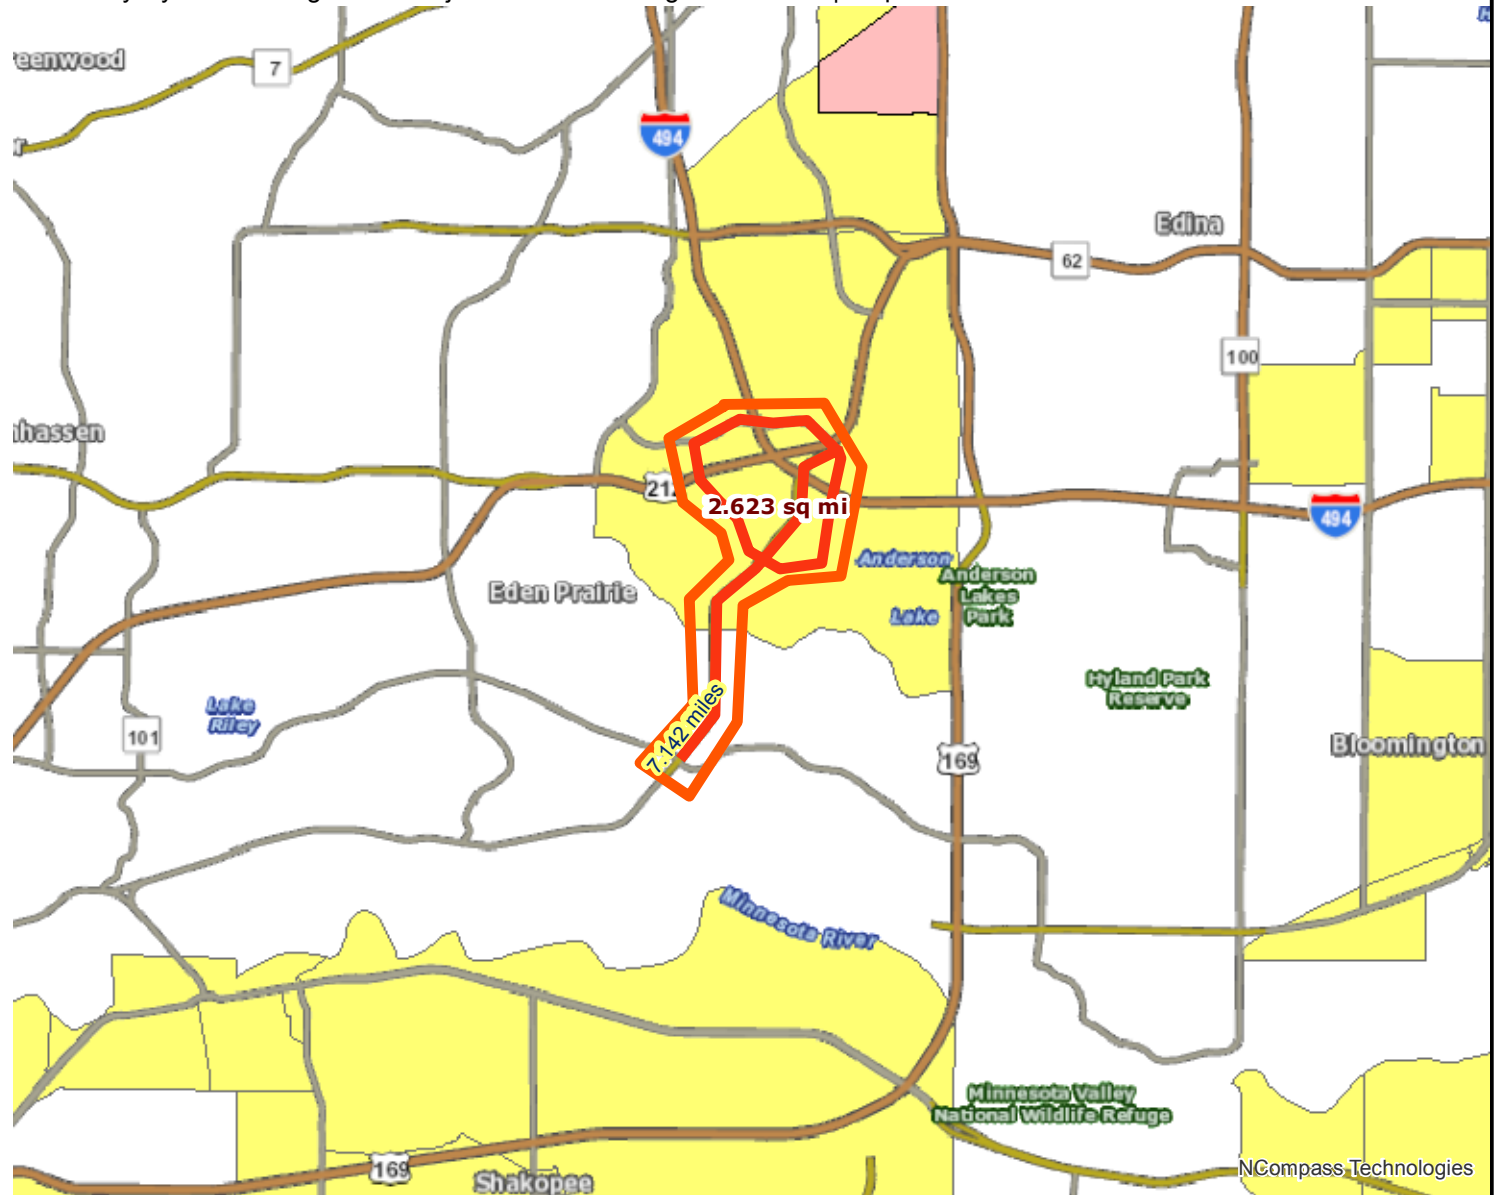 eenwood
7
494
Edina
62
100
hassen
212
2.623 sq mi
494
Anderson
Lake
Anderson
Lakes
Park
Eden Prairie
Hyland Park
Reserve
Lake
Riley
7.142 miles
101
169
Bloomington
Minnesota River
Minnesota Valley
National Wildlife Refuge
169
Shakopee
NCompass Technologies